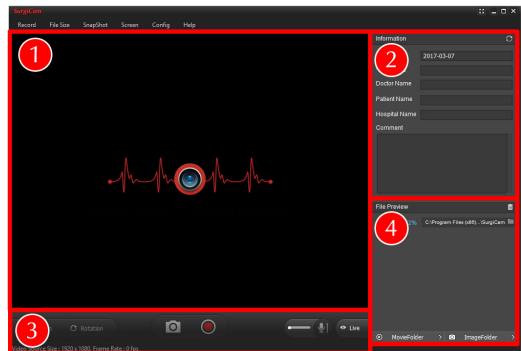 SurgiCam
Record File Size SnapShot Screen Config Help
1
Information
2
2017-03-07
Doctor Name
Patient Name
Hospital Name
Comment
File Preview
4
C:\Program Files (x86)...\SurgiCam
3
Rotation
Live
MovieFolder > ImageFolder >
Video Source Size : 1920 x 1080, Frame Rate : 0 fps